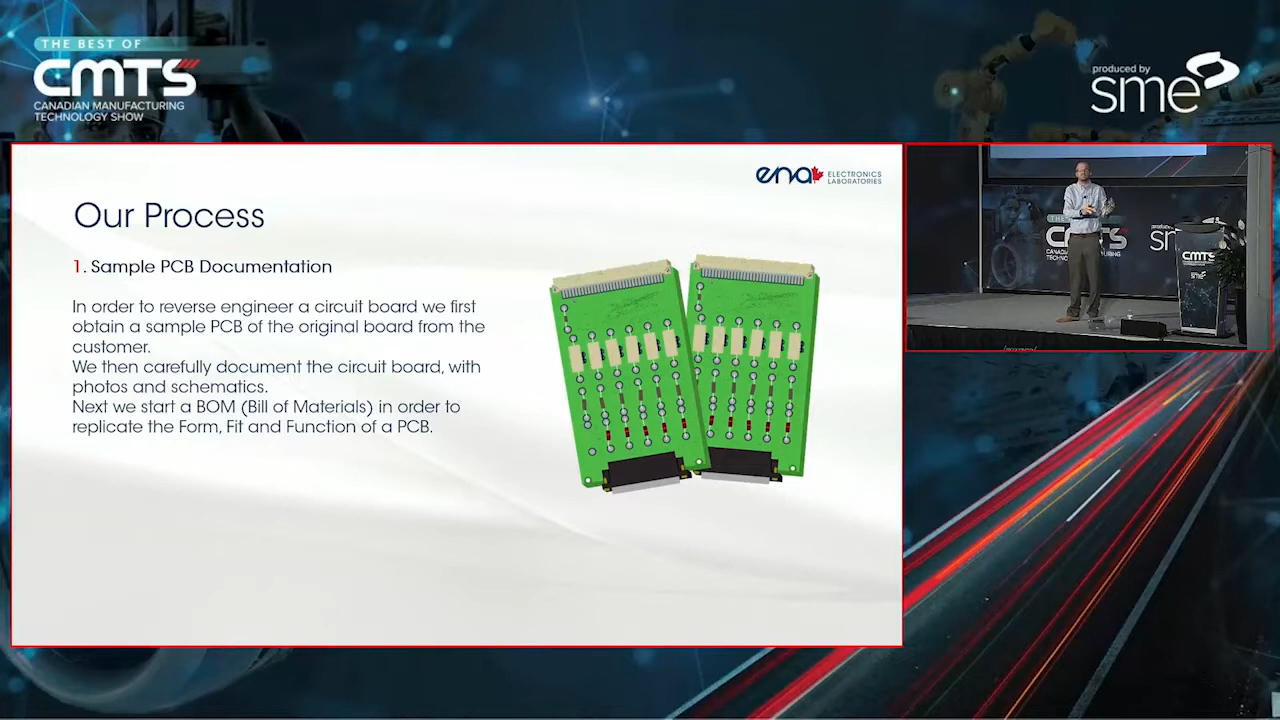 THE BEST OF
CMTS
CANADIAN MANUFACTURING
TECHNOLOGY SHOW
produced by
sme
ena ELECTRONICS
LABORATORIES
Our Process
1. Sample PCB Documentation
In order to reverse engineer a circuit board we first
obtain a sample PCB of the original board from the
customer.
We then carefully document the circuit board, with
photos and schematics.
Next we start a BOM (Bill of Materials) in order to
replicate the Form, Fit and Function of a PCB.
CMTS
sme